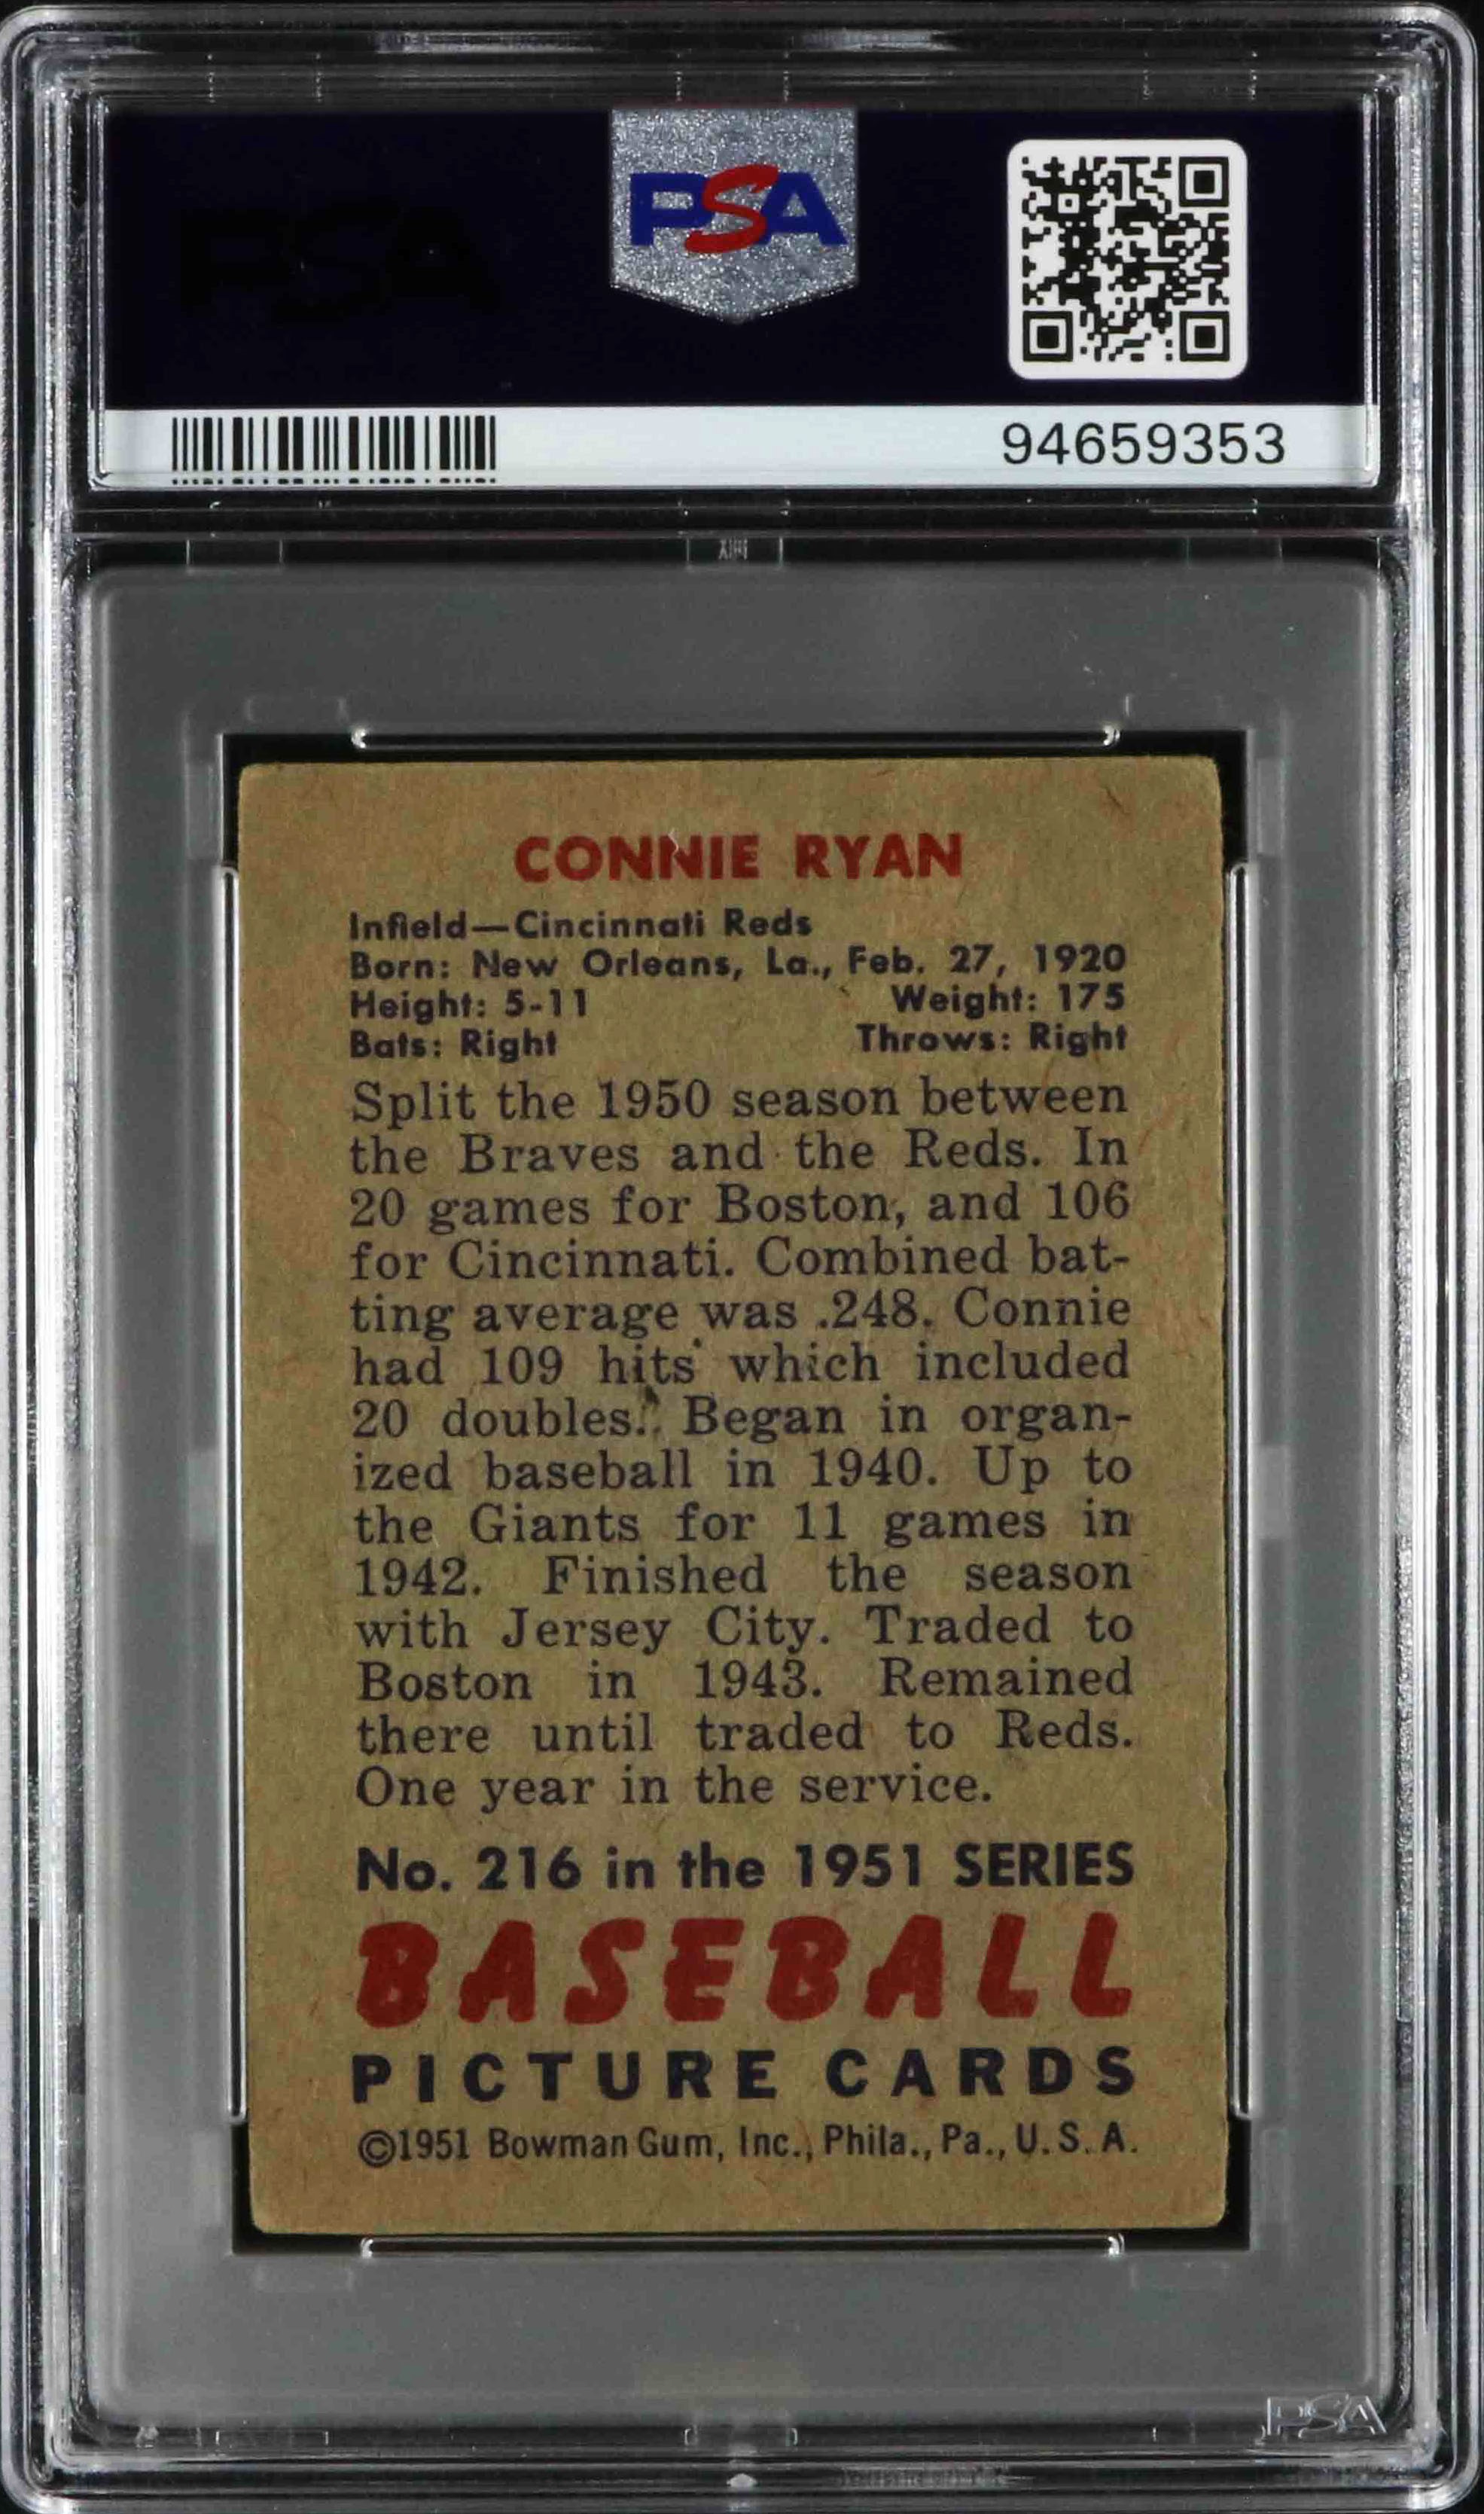 PSA
PSA
94659353
CONNIE RYAN
Infield—Cincinnati Reds
Born: New Orleans, La., Feb. 27, 1920
Height: 5-11 Weight: 175
Bats: Right Throws: Right
Split the 1950 season between
the Braves and the Reds. In
20 games for Boston, and 106
for Cincinnati. Combined bat-
ting average was .248. Connie
had 109 hits which included
20 doubles. Began in organ-
ized baseball in 1940. Up to
the Giants for 11 games in
1942. Finished the season
with Jersey City. Traded to
Boston in 1943. Remained
there until traded to Reds.
One year in the service.
No. 216 in the 1951 SERIES
BASEBALL
PICTURE CARDS
©1951 Bowman Gum, Inc., Phila., Pa., U.S.A.
PSA